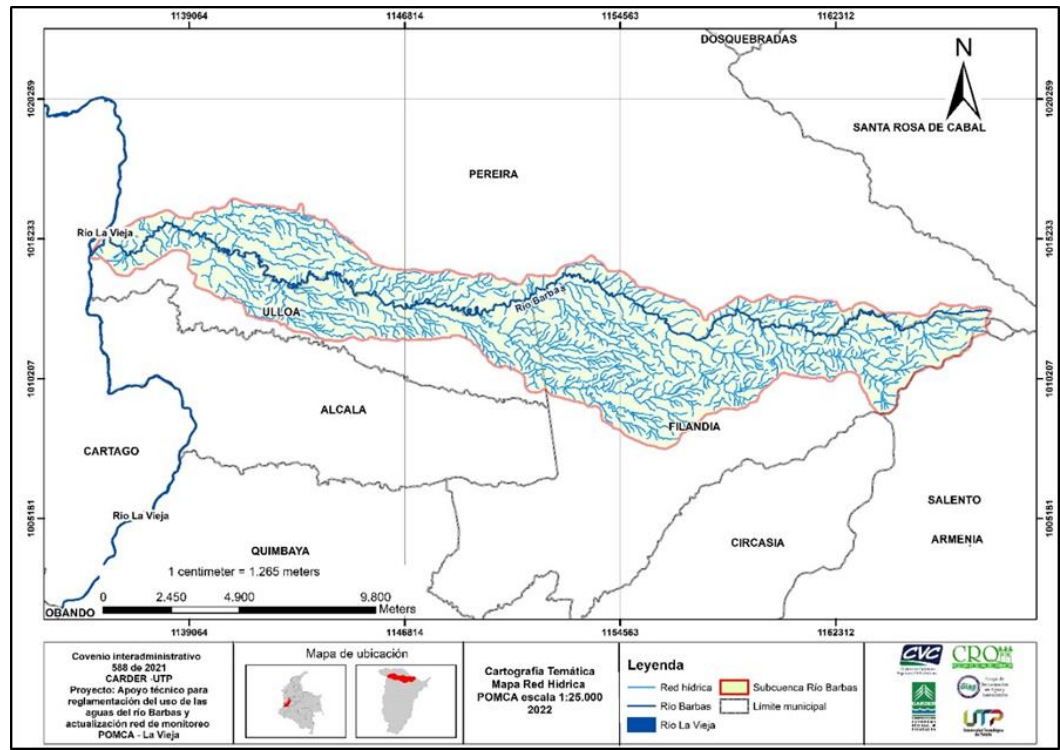 1139064 1146814 1154563 1162312
DOSQUEBRADAS
N
1020259 1020259
SANTA ROSA DE CABAL
PEREIRA
Río La Vieja
1015233 1015233
Río Barbas
ULLOA
1010207 1010207
ALCALA
FILANDIA
CARTAGO
SALENTO
Río La Vieja
1005181 1005181
CIRCASIA
ARMENIA
QUIMBAYA
1 centimeter = 1.265 meters
0 2.450 4.900 9.800
Meters
OBANDO
1139064 1146814 1154563 1162312
Convenio interadministrativo
588 de 2021
CARDER -UTP
Proyecto: Apoyo técnico para
reglamentación del uso de las
aguas del río Barbas y
actualización red de monitoreo
POMCA - La Vieja
Mapa de ubicación
Cartografía Temática
Mapa Red Hídrica
POMCA escala 1:25.000
2022
Leyenda
Red hídrica
Río Barbas
Río La Vieja
Subcuenca Río Barbas
Límite municipal
CVC
CRQ
CARDER
UTP